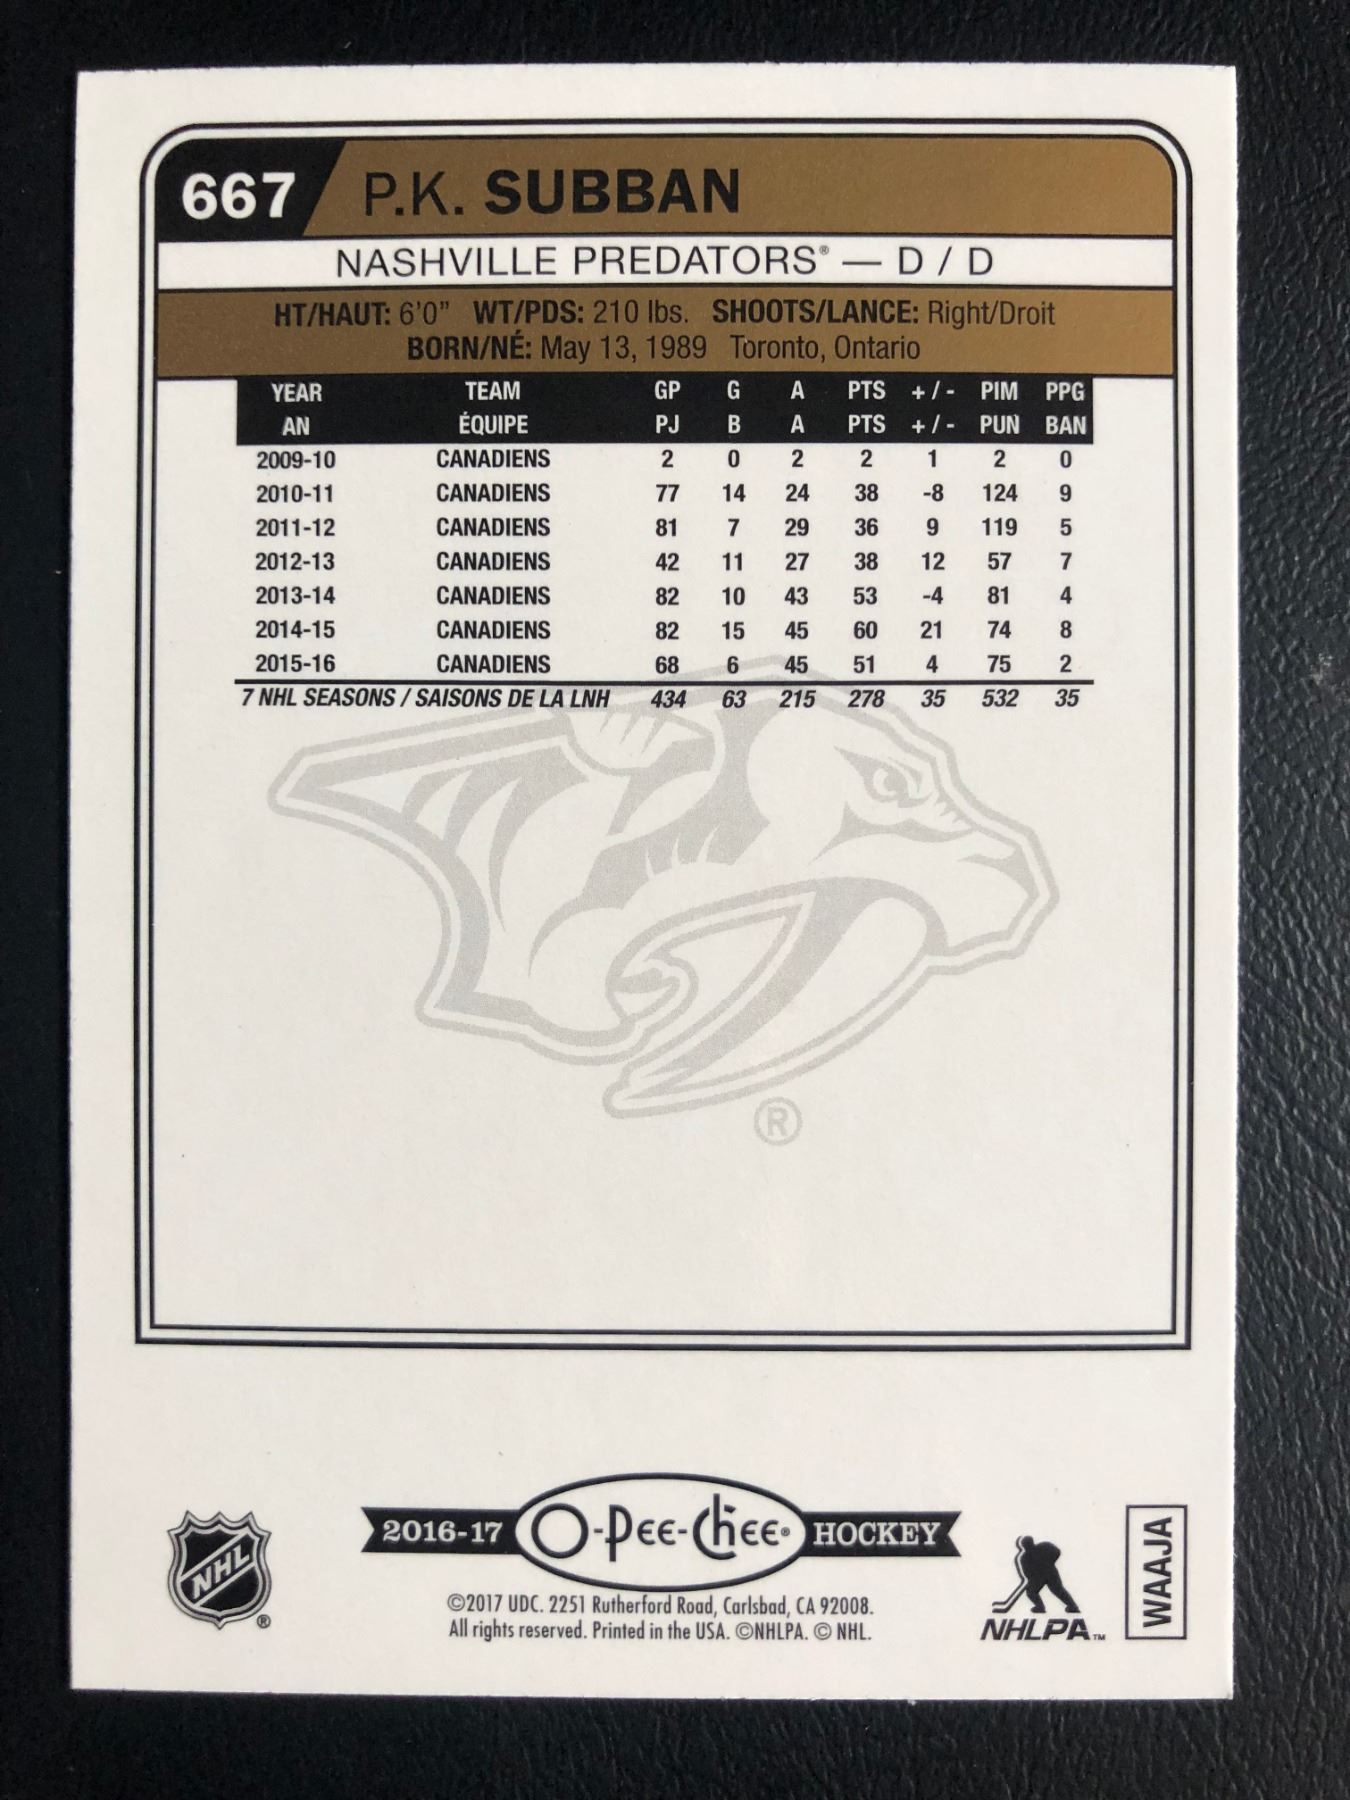 667 P.K. SUBBAN
NASHVILLE PREDATORS® — D / D
HT/HAUT: 6'0" WT/PDS: 210 lbs. SHOOTS/LANCE: Right/Droit
BORN/NÉ: May 13, 1989 Toronto, Ontario
YEAR TEAM GP G A PTS +/- PIM PPG
AN ÉQUIPE PJ B A PTS +/- PUN BAN
2009-10 CANADIENS 2 0 2 2 1 2 0
2010-11 CANADIENS 77 14 24 38 -8 124 9
2011-12 CANADIENS 81 7 29 36 9 119 5
2012-13 CANADIENS 42 11 27 38 12 57 7
2013-14 CANADIENS 82 10 43 53 -4 81 4
2014-15 CANADIENS 82 15 45 60 21 74 8
2015-16 CANADIENS 68 6 45 51 4 75 2
7 NHL SEASONS / SAISONS DE LA LNH 434 63 215 278 35 532 35
®
2016-17 O-PEE-CHEE® HOCKEY
NHL®
©2017 UDC. 2251 Rutherford Road, Carlsbad, CA 92008.
All rights reserved. Printed in the USA. ©NHLPA. © NHL.
NHLPA™
WAAJA